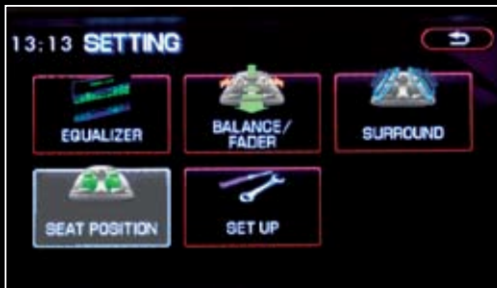 13:13 SETTING
EQUALIZER
BALANCE/
FADER
SURROUND
SEAT POSITION
SET UP